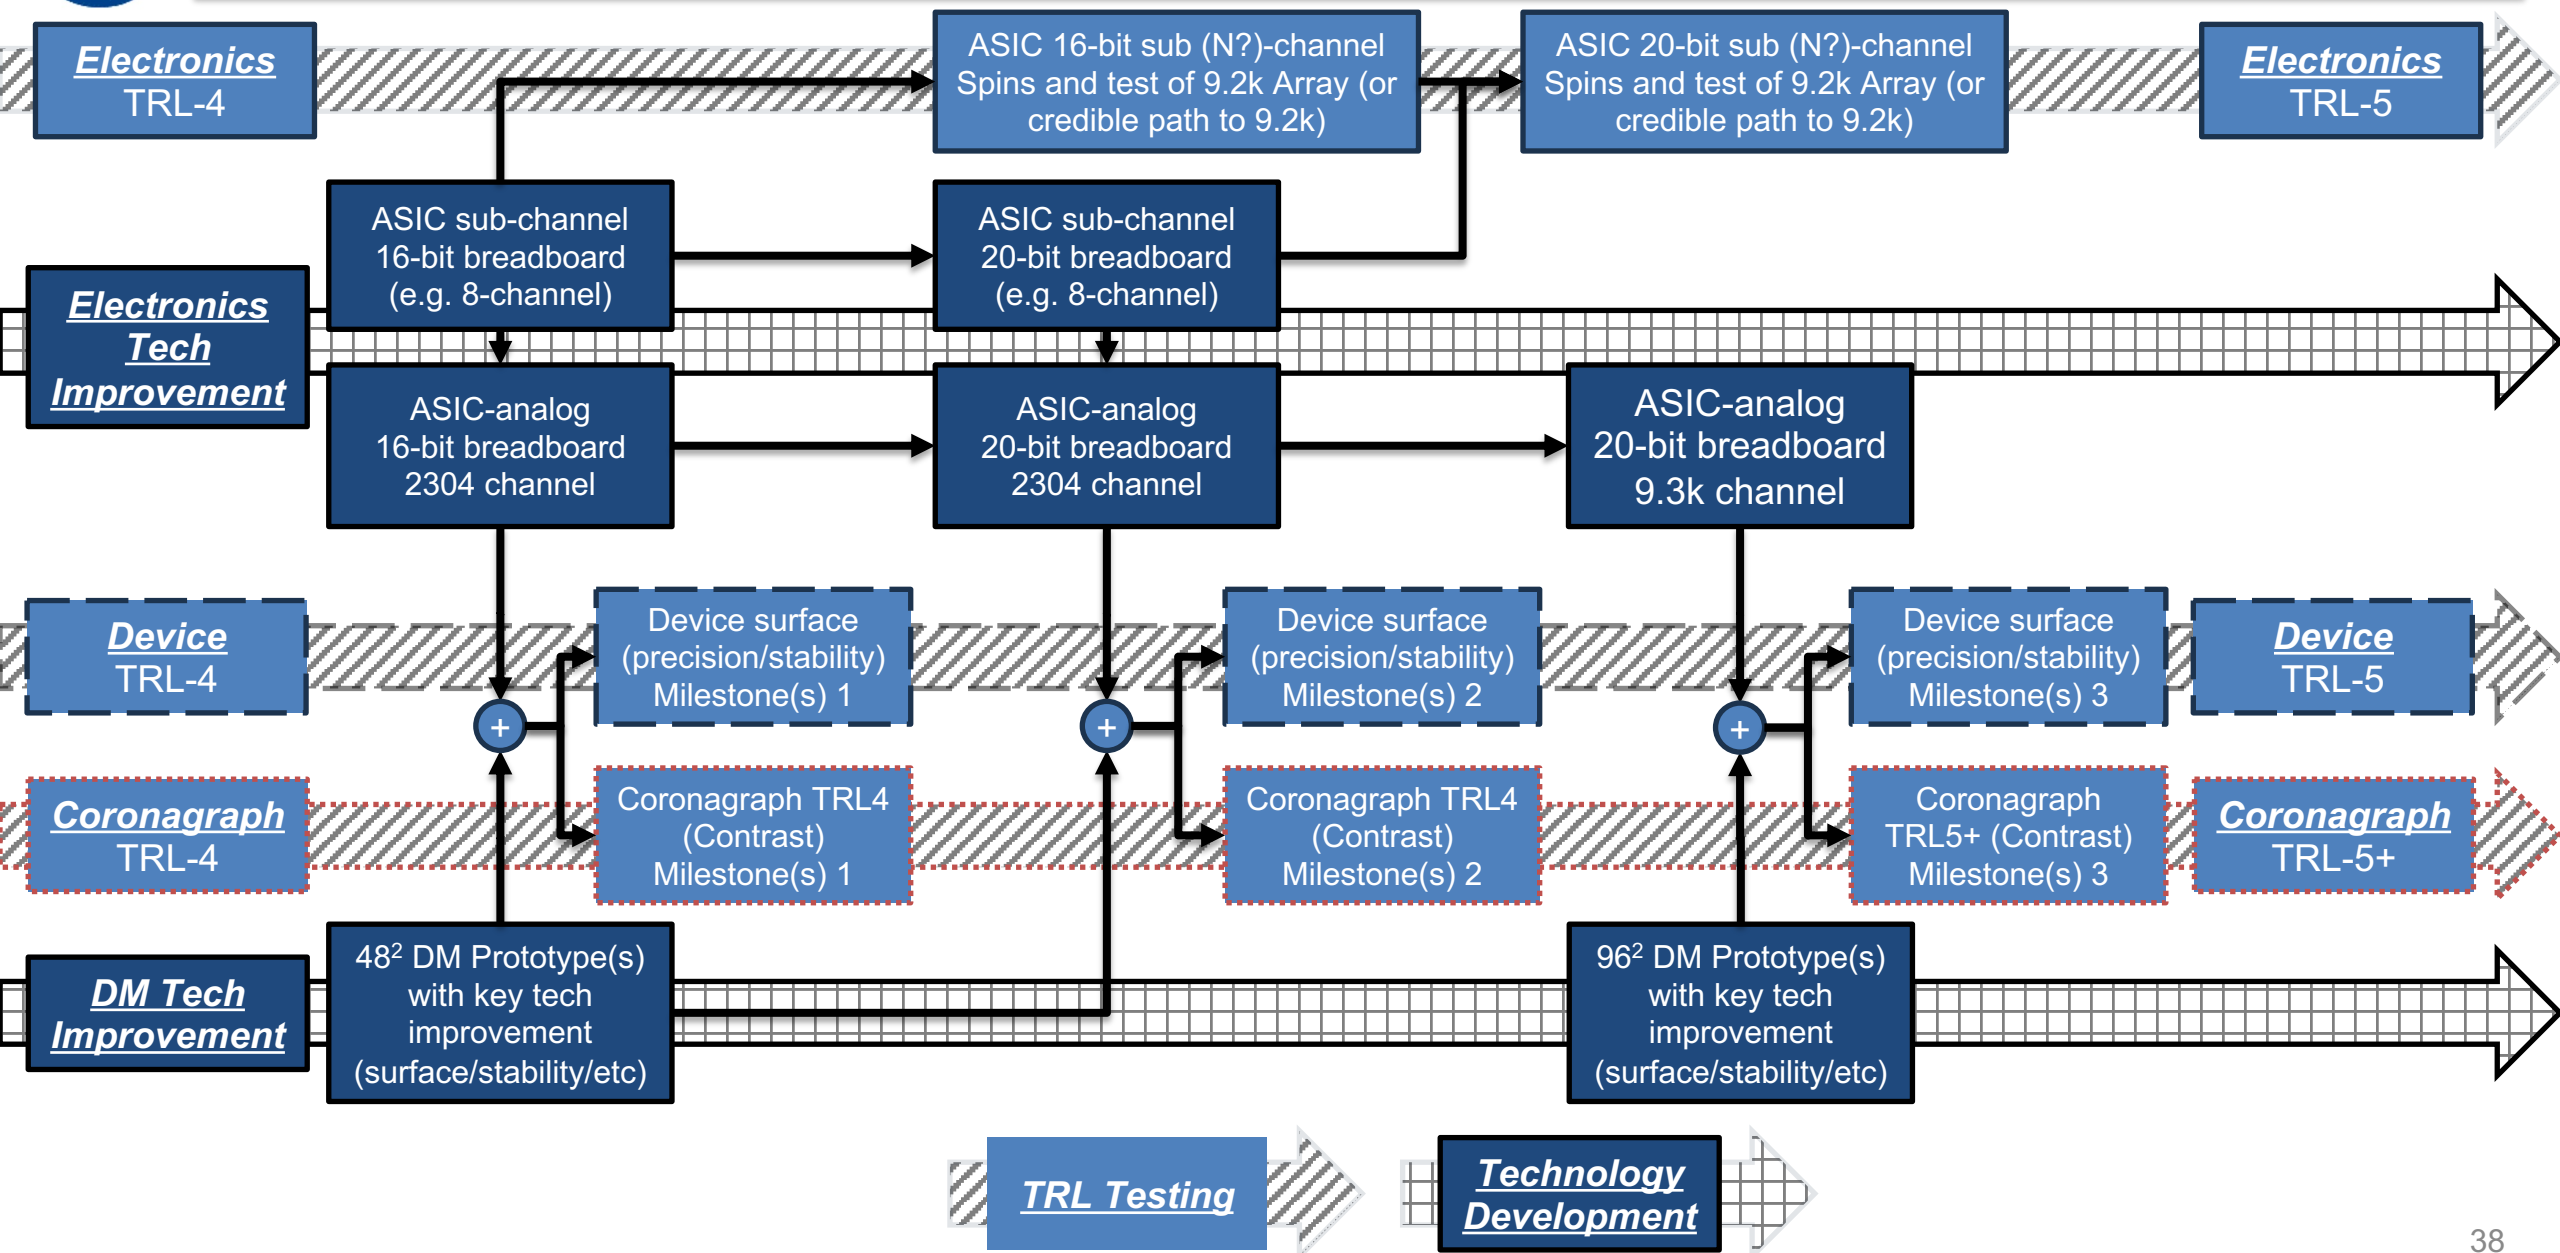 Electronics
TRL-4
ASIC 16-bit sub (N?)-channel
Spins and test of 9.2k Array (or
credible path to 9.2k)
ASIC 20-bit sub (N?)-channel
Spins and test of 9.2k Array (or
credible path to 9.2k)
Electronics
TRL-5
ASIC sub-channel
16-bit breadboard
(e.g. 8-channel)
ASIC sub-channel
20-bit breadboard
(e.g. 8-channel)
Electronics
Tech
Improvement
ASIC-analog
16-bit breadboard
2304 channel
ASIC-analog
20-bit breadboard
2304 channel
ASIC-analog
20-bit breadboard
9.3k channel
Device
TRL-4
Device surface
(precision/stability)
Milestone(s) 1
Device surface
(precision/stability)
Milestone(s) 2
Device surface
(precision/stability)
Milestone(s) 3
Device
TRL-5
+
+
+
Coronagraph
TRL-4
Coronagraph TRL4
(Contrast)
Milestone(s) 1
Coronagraph TRL4
(Contrast)
Milestone(s) 2
Coronagraph
TRL5+ (Contrast)
Milestone(s) 3
Coronagraph
TRL-5+
DM Tech
Improvement
48² DM Prototype(s)
with key tech
improvement
(surface/stability/etc)
96² DM Prototype(s)
with key tech
improvement
(surface/stability/etc)
TRL Testing
Technology
Development
38